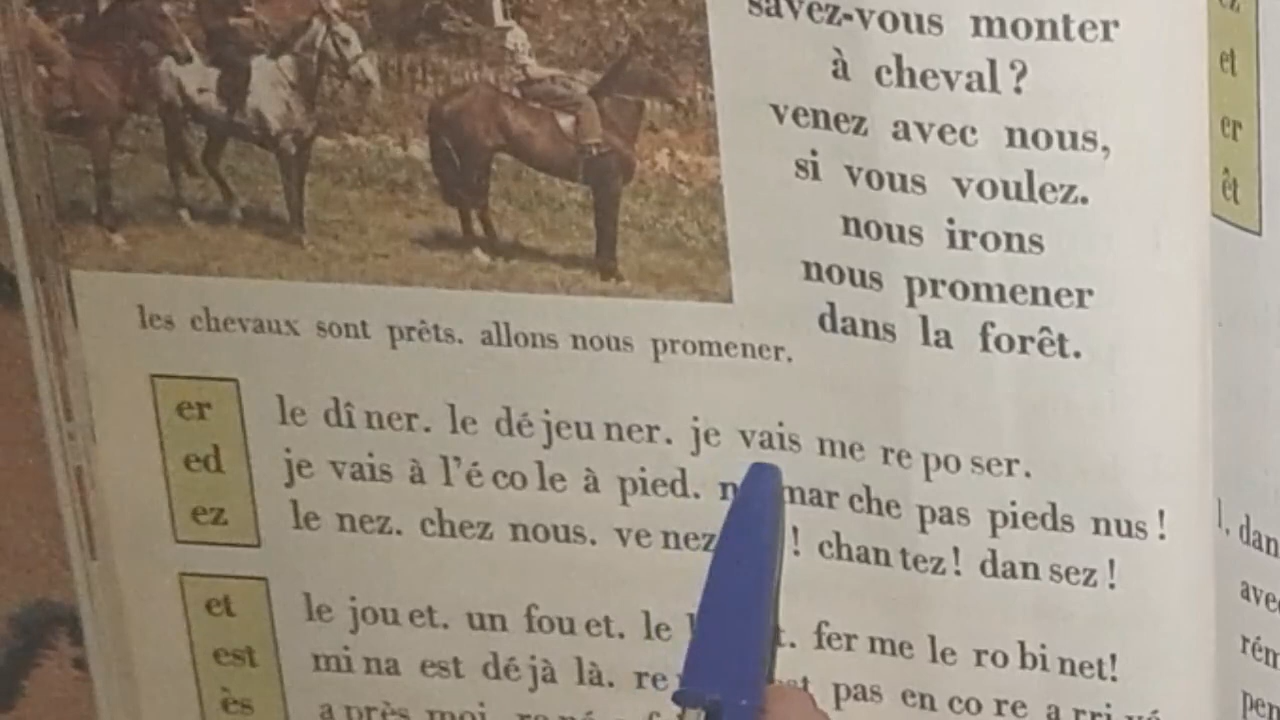 savez-vous monter
à cheval?
venez avec nous,
si vous voulez.
nous irons
nous promener
dans la forêt.
les chevaux sont prêts. allons nous promener.
er
ed
ez
le dî ner. le dé jeu ner. je vais me re po ser.
je vais à l'é co le à pied. mar che pas pieds nus!
le nez. chez nous. ve nez ! chan tez! dan sez!
et
est
ès
le jou et. un fou et. le fer me le ro bi net!
mi na est dé jà là. pas en co re
a près moi.
et
er
êt
dan